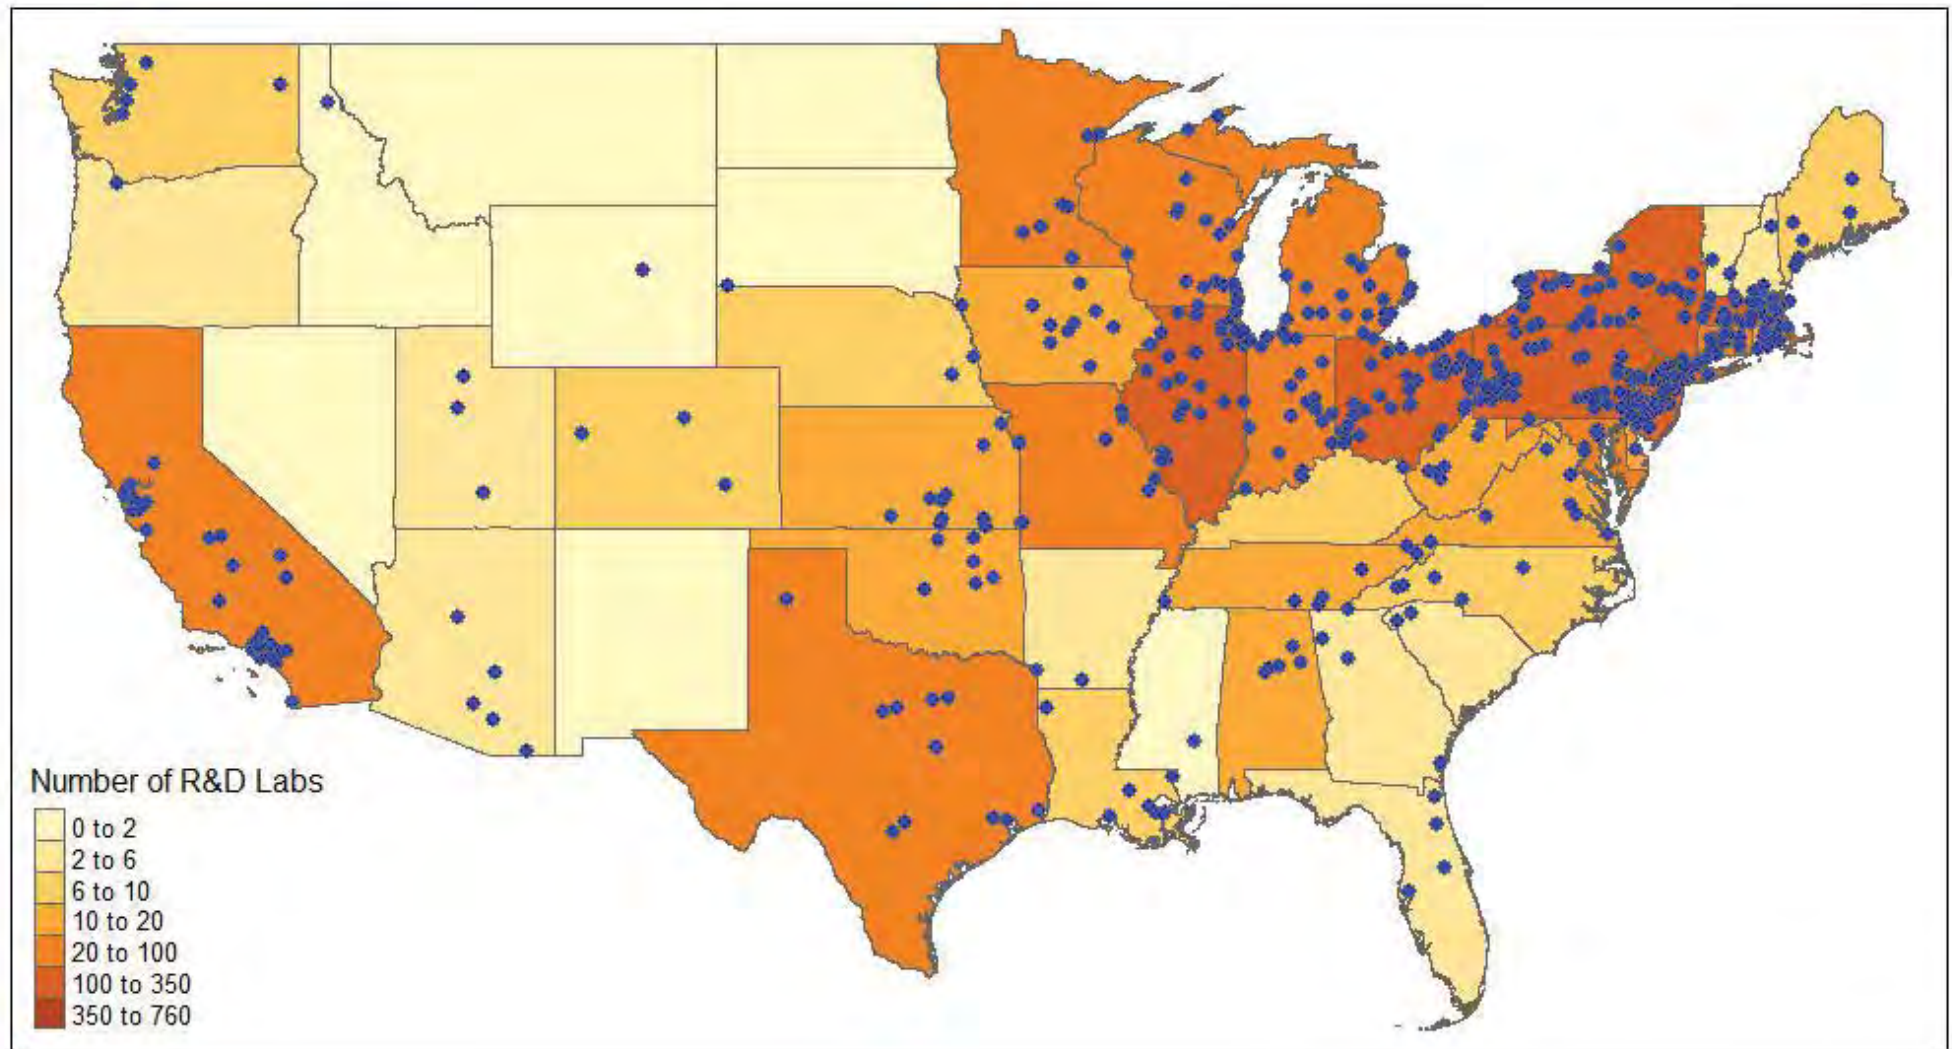 Number of R&D Labs
0 to 2
2 to 6
6 to 10
10 to 20
20 to 100
100 to 350
350 to 760